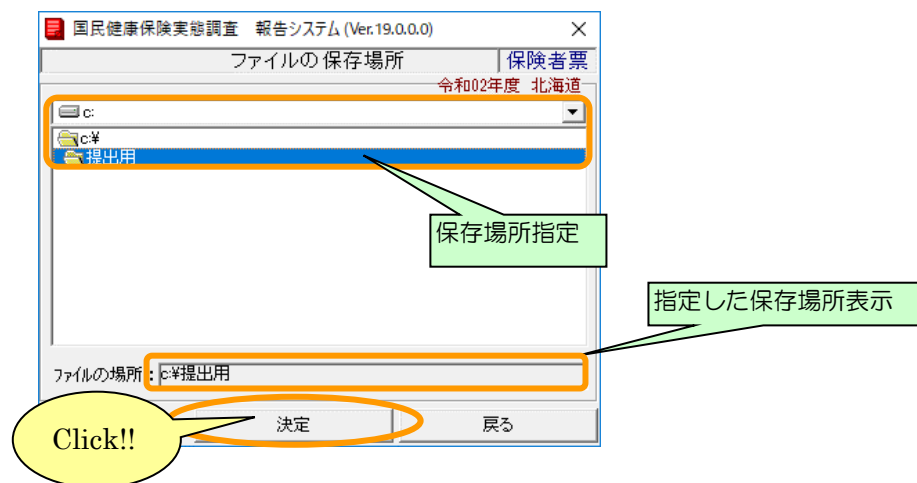 国民健康保険実態調査 報告システム (Ver.19.0.0.0)
ファイルの保存場所
保険者票
令和02年度 北海道
c:
c:¥
提出用
保存場所指定
指定した保存場所表示
ファイルの場所：c:¥提出用
決定
戻る
Click!!